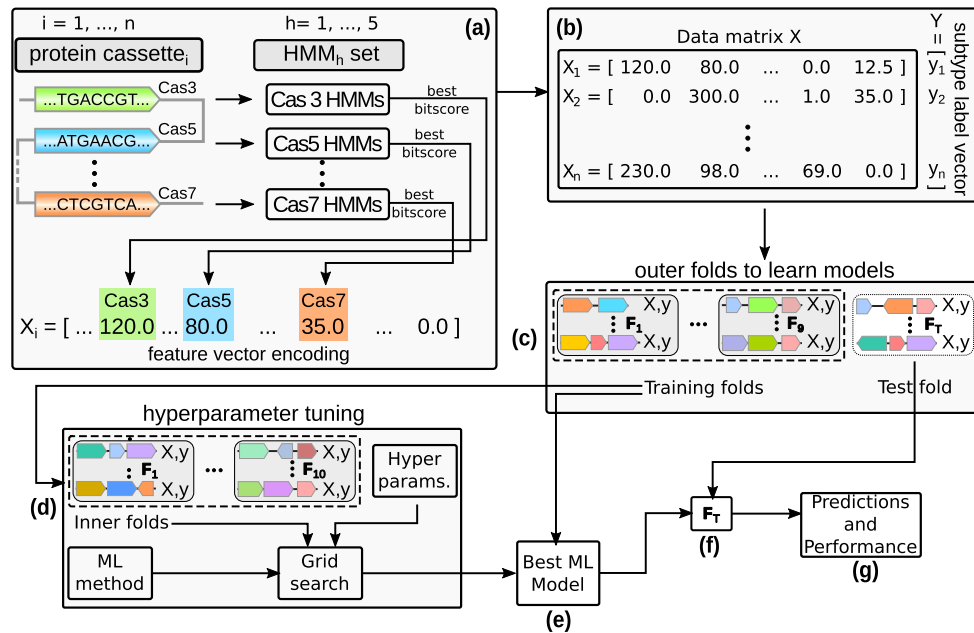 (a)
i = 1, ..., n
h= 1, ..., 5
protein cassette_i
HMM_h set
...TGACCGT...
Cas3
Cas 3 HMMs
best
bitscore
...ATGAACG...
Cas5
Cas5 HMMs
best
bitscore
...CTCGTCA...
Cas7
Cas7 HMMs
best
bitscore
Cas3 Cas5 Cas7
X_i = [ ... 120.0 ... 80.0 ... 35.0 ... 0.0 ]
feature vector encoding
(b)
Data matrix X
Y = [
subtype label vector
X_1 = [ 120.0 80.0 ... 0.0 12.5 ] y_1
X_2 = [ 0.0 300.0 ... 1.0 35.0 ] y_2
X_n = [ 230.0 98.0 ... 69.0 0.0 ] y_n
]
outer folds to learn models
(c)
X,y
F_1
X,y
...
X,y
F_9
X,y
X,y
F_T
X,y
Training folds
Test fold
hyperparameter tuning
(d)
X,y
F_1
X,y
...
X,y
F_10
X,y
Hyper
params.
Inner folds
ML
method
Grid
search
Best ML
Model
(e)
F_T
(f)
Predictions
and
Performance
(g)